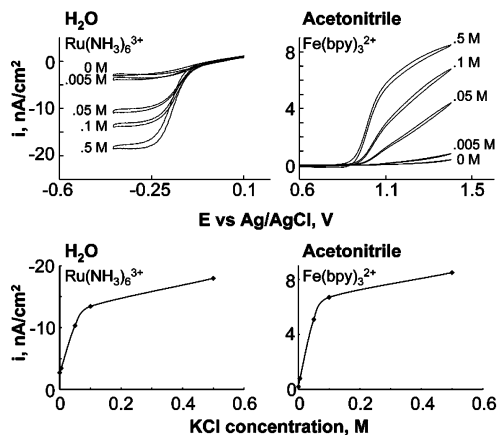 H₂O
Ru(NH₃)₆³⁺
0
-10
-20
i, nA/cm²
0 M
.005 M
.05 M
.1 M
.5 M
-0.6
-0.25
0.1
Acetonitrile
Fe(bpy)₃²⁺
8
4
0
.5 M
.1 M
.05 M
.005 M
0 M
0.6
1.1
1.6
E vs Ag/AgCl, V
H₂O
Ru(NH₃)₆³⁺
-20
-10
0
i, nA/cm²
0
0.2
0.4
0.6
Acetonitrile
Fe(bpy)₃²⁺
8
4
0
0
0.2
0.4
0.6
KCl concentration, M